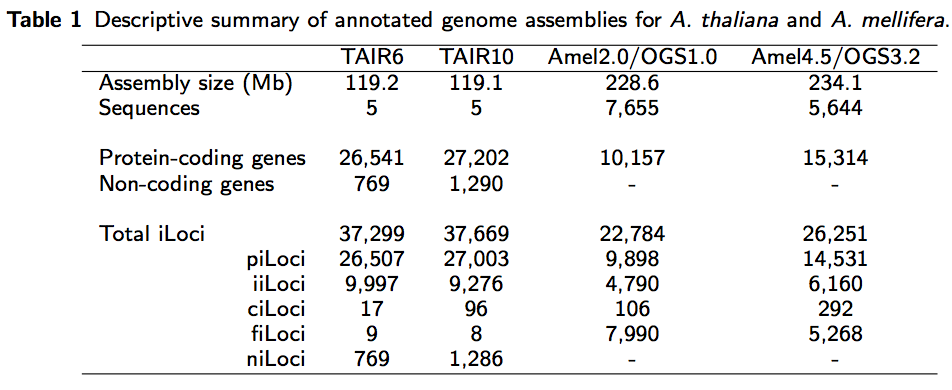 Table 1 Descriptive summary of annotated genome assemblies for A. thaliana and A. mellifera.
TAIR6 TAIR10 Amel2.0/OGS1.0 Amel4.5/OGS3.2
Assembly size (Mb) 119.2 119.1 228.6 234.1
Sequences 5 5 7,655 5,644
Protein-coding genes 26,541 27,202 10,157 15,314
Non-coding genes 769 1,290 - -
Total iLoci 37,299 37,669 22,784 26,251
piLoci 26,507 27,003 9,898 14,531
iiLoci 9,997 9,276 4,790 6,160
ciLoci 17 96 106 292
fiLoci 9 8 7,990 5,268
niLoci 769 1,286 - -